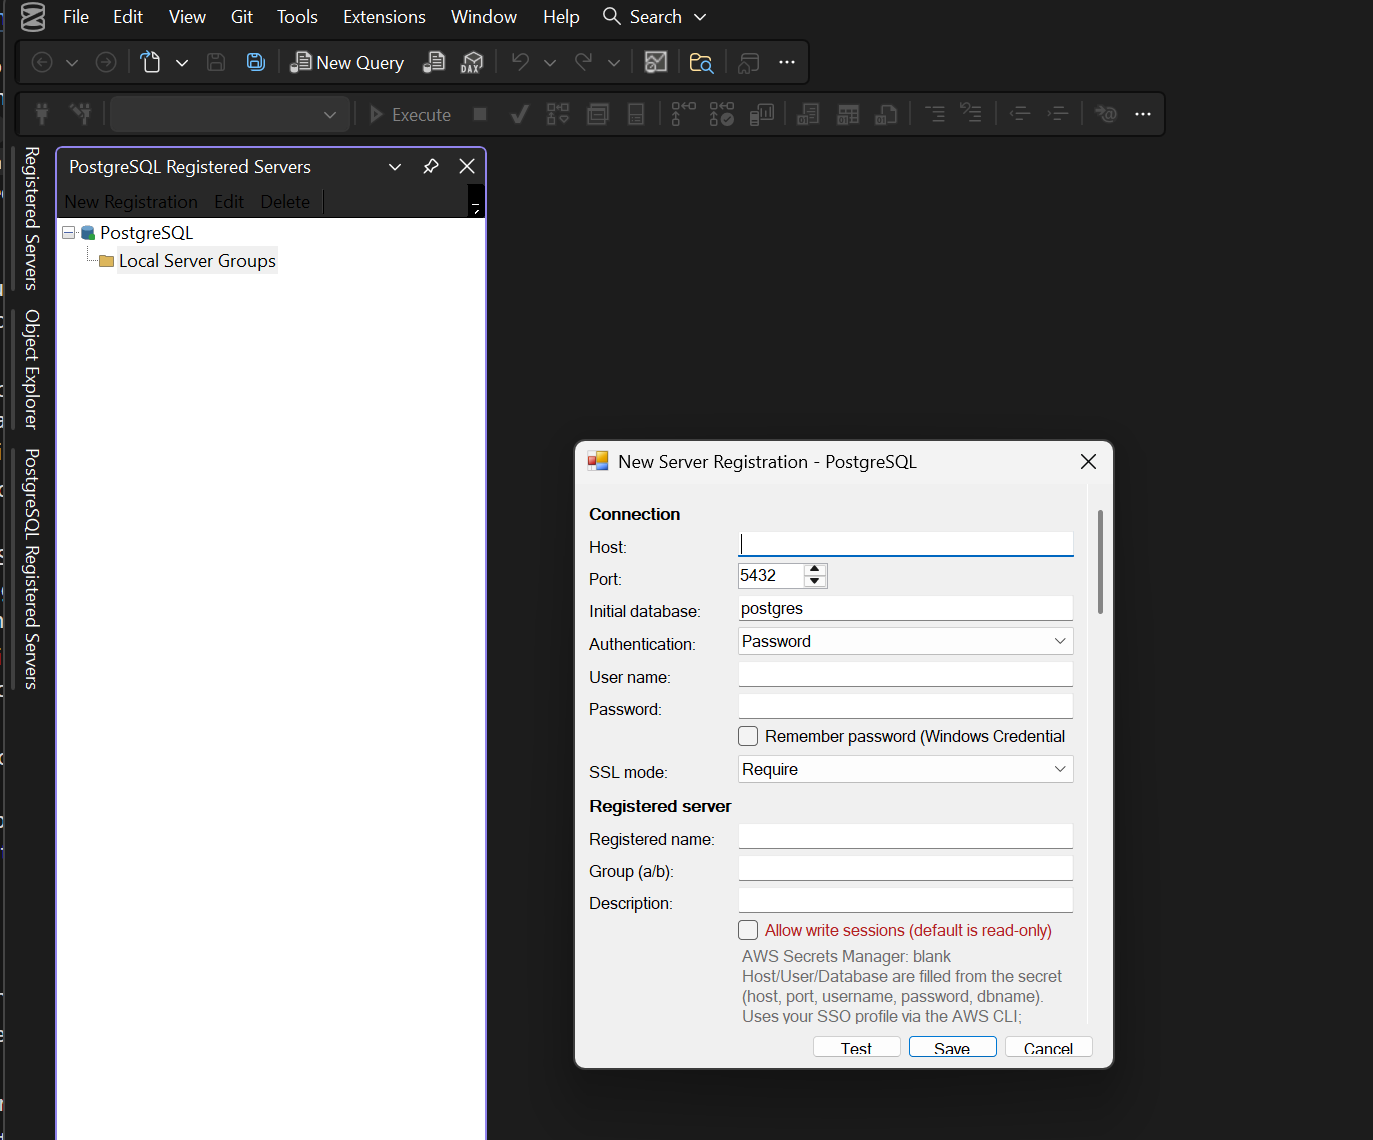 File Edit View Git Tools Extensions Window Help Search
New Query DAX
Execute
Registered Servers
Object Explorer
PostgreSQL Registered Servers
PostgreSQL Registered Servers
New Registration Edit Delete
PostgreSQL
Local Server Groups
New Server Registration - PostgreSQL
Connection
Host:
Port: 5432
Initial database: postgres
Authentication: Password
User name:
Password:
Remember password (Windows Credential
SSL mode: Require
Registered server
Registered name:
Group (a/b):
Description:
Allow write sessions (default is read-only)
AWS Secrets Manager: blank
Host/User/Database are filled from the secret
(host, port, username, password, dbname).
Uses your SSO profile via the AWS CLI;
Test Save Cancel